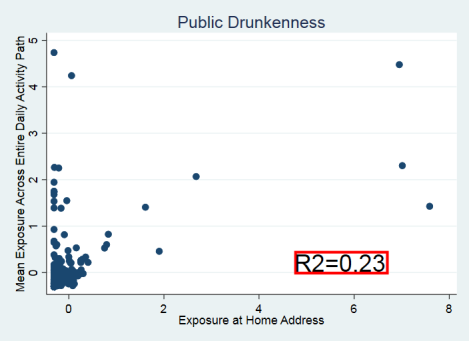 Public Drunkenness
Mean Exposure Across Entire Daily Activity Path
5
4
3
2
1
0
R2=0.23
0 2 4 6 8
Exposure at Home Address